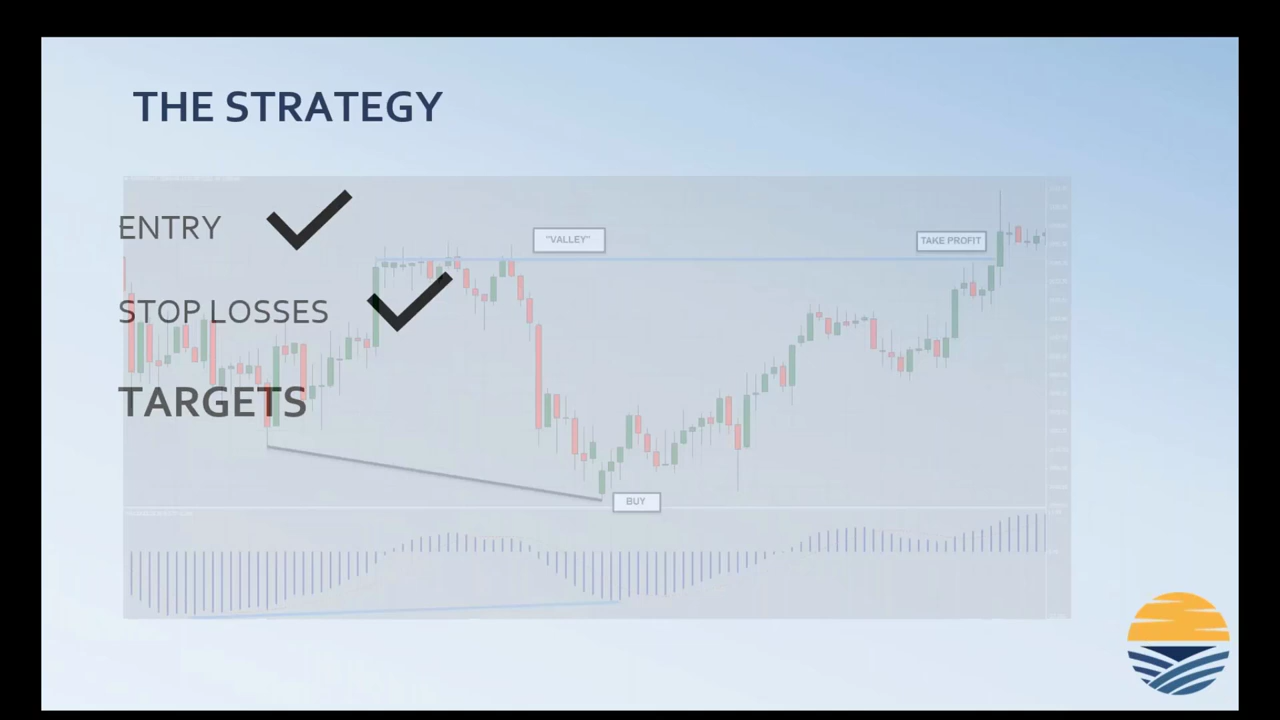 THE STRATEGY
ENTRY
"VALLEY"
TAKE PROFIT
STOP LOSSES
TARGETS
BUY